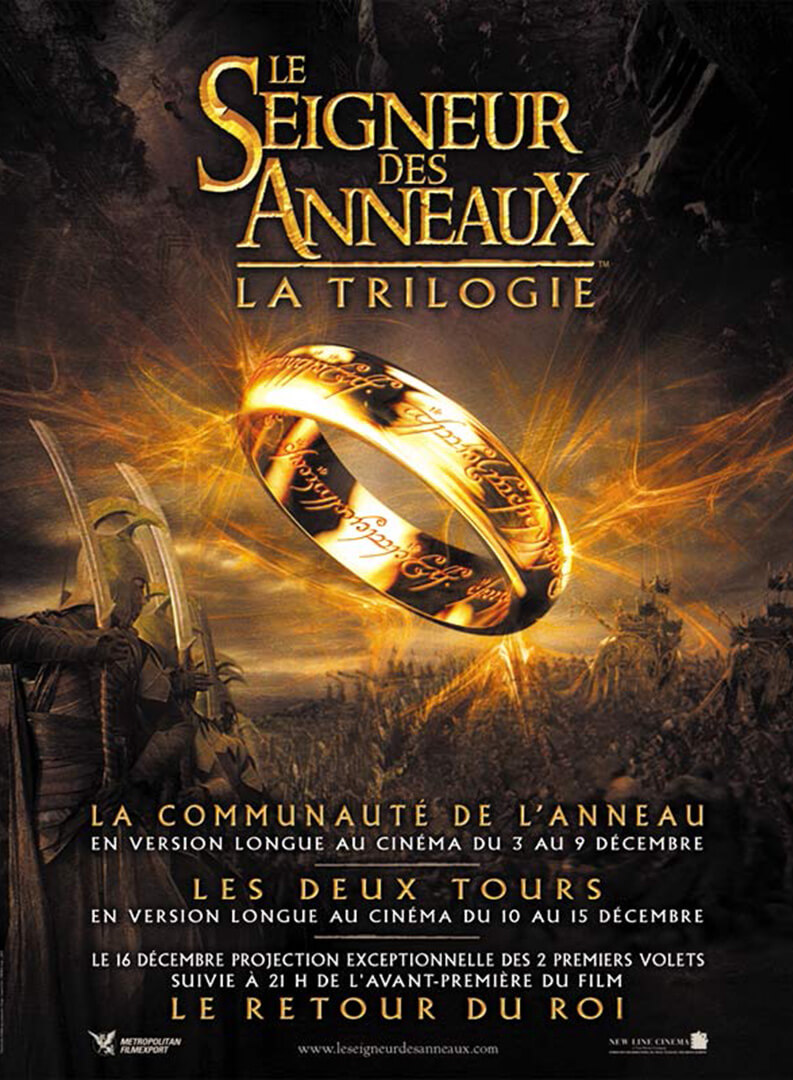 LE
SEIGNEUR
DES
ANNEAUX™
LA TRILOGIE
LA COMMUNAUTÉ DE L'ANNEAU
EN VERSION LONGUE AU CINÉMA DU 3 AU 9 DÉCEMBRE
LES DEUX TOURS
EN VERSION LONGUE AU CINÉMA DU 10 AU 15 DÉCEMBRE
LE 16 DÉCEMBRE PROJECTION EXCEPTIONNELLE DES 2 PREMIERS VOLETS
SUIVIE À 21 H DE L'AVANT-PREMIÈRE DU FILM
LE RETOUR DU ROI
METROPOLITAN
FILMEXPORT
www.leseigneurdesanneaux.com
NEW LINE CINEMA